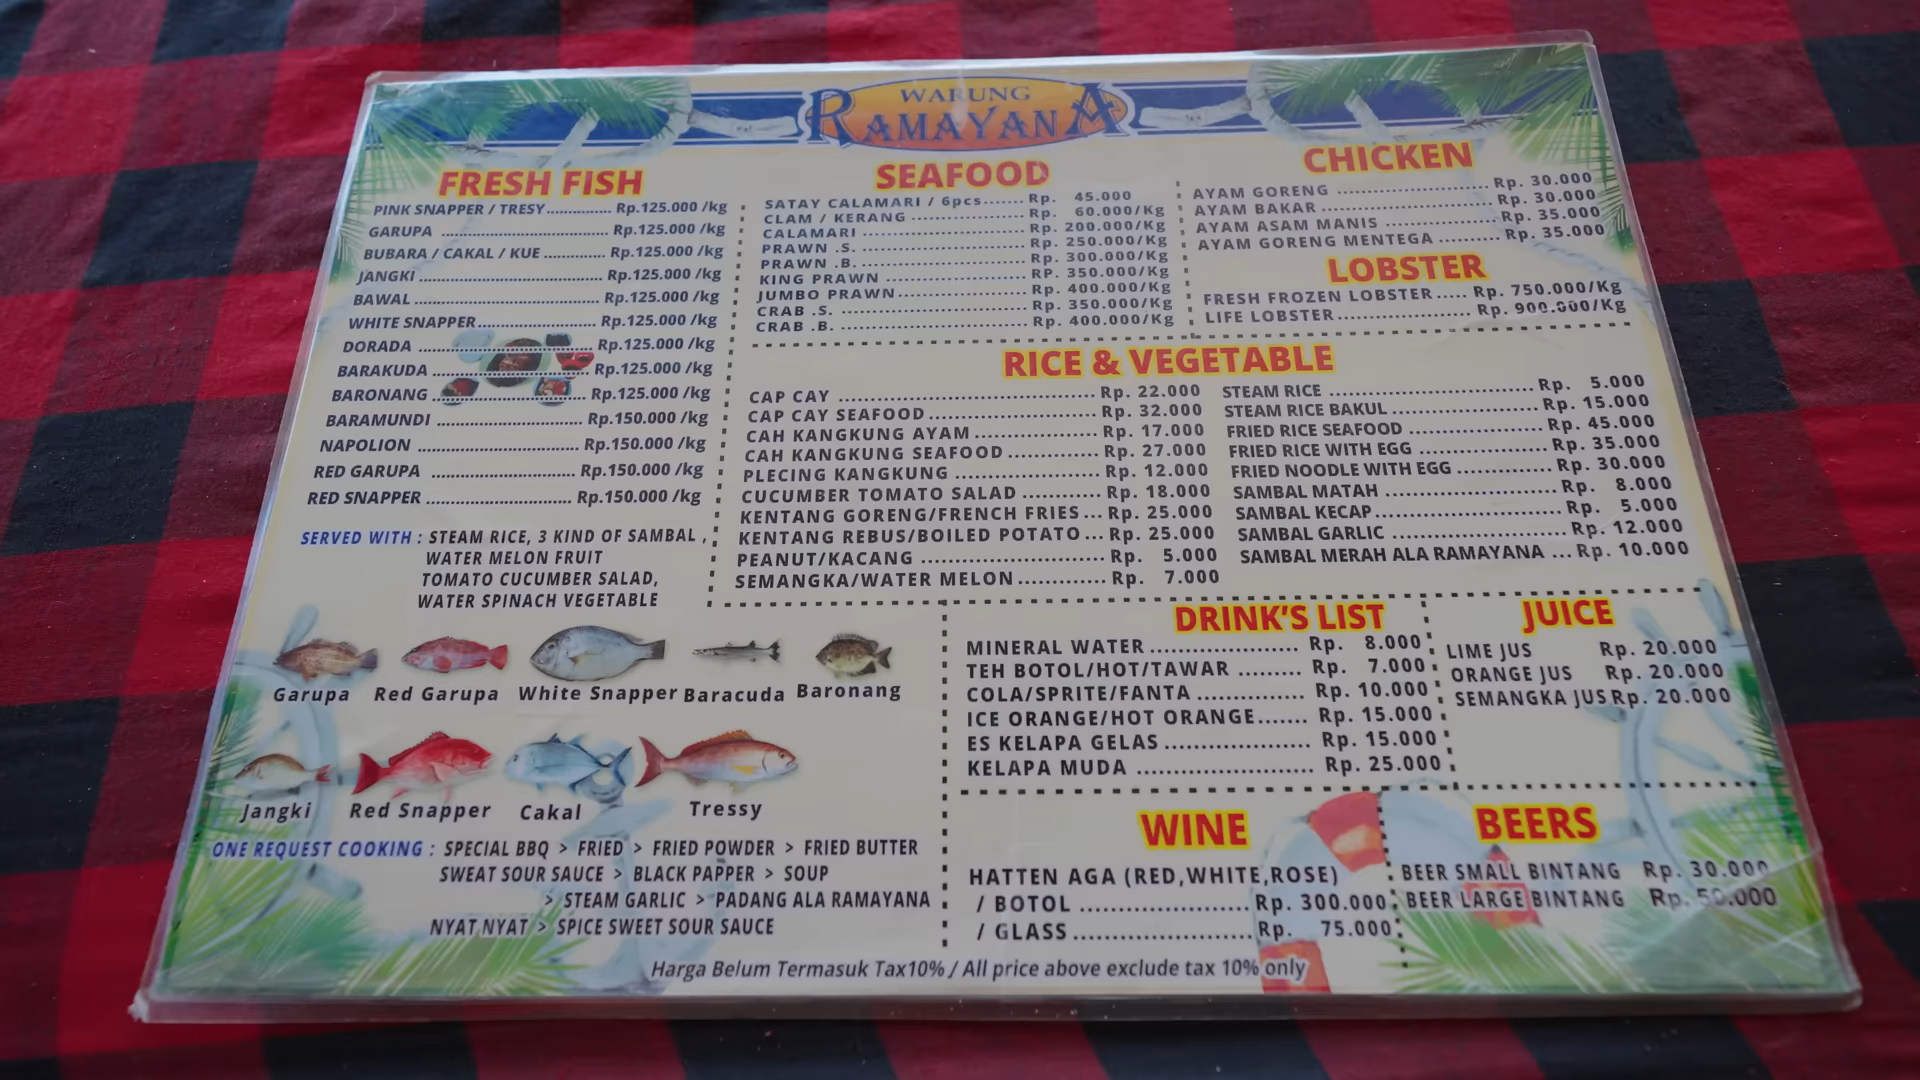 WARUNG
RAMAYANA
FRESH FISH
PINK SNAPPER / TRESY.............. Rp.125.000 /kg
GARUPA .............. Rp.125.000 /kg
BUBARA / CAKAL / KUE .............. Rp.125.000 /kg
JANGKI .............. Rp.125.000 /kg
BAWAL .............. Rp.125.000 /kg
WHITE SNAPPER.............. Rp.125.000 /kg
DORADA .............. Rp.125.000 /kg
BARAKUDA .............. Rp.125.000 /kg
BARONANG .............. Rp.125.000 /kg
BARAMUNDI .............. Rp.150.000 /kg
NAPOLION .............. Rp.150.000 /kg
RED GARUPA .............. Rp.150.000 /kg
RED SNAPPER .............. Rp.150.000 /kg
SERVED WITH : STEAM RICE, 3 KIND OF SAMBAL ,
WATER MELON FRUIT
TOMATO CUCUMBER SALAD,
WATER SPINACH VEGETABLE
SEAFOOD
SATAY CALAMARI / 6pcs....... Rp. 45.000
CLAM / KERANG .............. Rp. 60.000/Kg
CALAMARI .............. Rp. 200.000/Kg
PRAWN .S. .............. Rp. 250.000/Kg
PRAWN .B. .............. Rp. 300.000/Kg
KING PRAWN .............. RP. 350.000/Kg
JUMBO PRAWN.............. Rp. 400.000/Kg
CRAB .S. .............. Rp. 350.000/Kg
CRAB .B. .............. Rp. 400.000/Kg
CHICKEN
AYAM GORENG .............. Rp. 30.000
AYAM BAKAR .............. Rp. 30.000
AYAM ASAM MANIS .............. Rp. 35.000
AYAM GORENG MENTEGA ......... Rp. 35.000
LOBSTER
FRESH FROZEN LOBSTER ..... Rp. 750.000/Kg
LIFE LOBSTER.............. Rp. 900.000/Kg
RICE & VEGETABLE
CAP CAY .............. Rp. 22.000
CAP CAY SEAFOOD .............. Rp. 32.000
CAH KANGKUNG AYAM .............. Rp. 17.000
CAH KANGKUNG SEAFOOD .............. Rp. 27.000
PLECING KANGKUNG .............. Rp. 12.000
CUCUMBER TOMATO SALAD ........... Rp. 18.000
KENTANG GORENG/FRENCH FRIES ... Rp. 25.000
KENTANG REBUS/BOILED POTATO ... Rp. 25.000
PEANUT/KACANG .............. Rp. 5.000
SEMANGKA/WATER MELON............ Rp. 7.000
STEAM RICE .............. Rp. 5.000
STEAM RICE BAKUL .............. Rp. 15.000
FRIED RICE SEAFOOD .............. Rp. 45.000
FRIED RICE WITH EGG .............. Rp. 35.000
FRIED NOODLE WITH EGG ............ Rp. 30.000
SAMBAL MATAH .............. Rp. 8.000
SAMBAL KECAP.............. Rp. 5.000
SAMBAL GARLIC .............. Rp. 12.000
SAMBAL MERAH ALA RAMAYANA ... Rp. 10.000
Garupa Red Garupa White Snapper Baracuda Baronang
Jangki Red Snapper Cakal Tressy
ONE REQUEST COOKING : SPECIAL BBQ > FRIED > FRIED POWDER > FRIED BUTTER
SWEAT SOUR SAUCE > BLACK PAPPER > SOUP
> STEAM GARLIC > PADANG ALA RAMAYANA
NYAT NYAT > SPICE SWEET SOUR SAUCE
DRINK'S LIST
MINERAL WATER .............. Rp. 8.000
TEH BOTOL/HOT/TAWAR ......... Rp. 7.000
COLA/SPRITE/FANTA .............. Rp. 10.000
ICE ORANGE/HOT ORANGE....... Rp. 15.000
ES KELAPA GELAS .............. Rp. 15.000
KELAPA MUDA .............. Rp. 25.000
JUICE
LIME JUS Rp. 20.000
ORANGE JUS Rp. 20.000
SEMANGKA JUS Rp. 20.000
WINE
HATTEN AGA (RED,WHITE,ROSE)
/ BOTOL .............. Rp. 300.000
/ GLASS .............. Rp. 75.000
BEERS
BEER SMALL BINTANG Rp. 30.000
BEER LARGE BINTANG Rp. 50.000
Harga Belum Termasuk Tax10% / All price above exclude tax 10% only